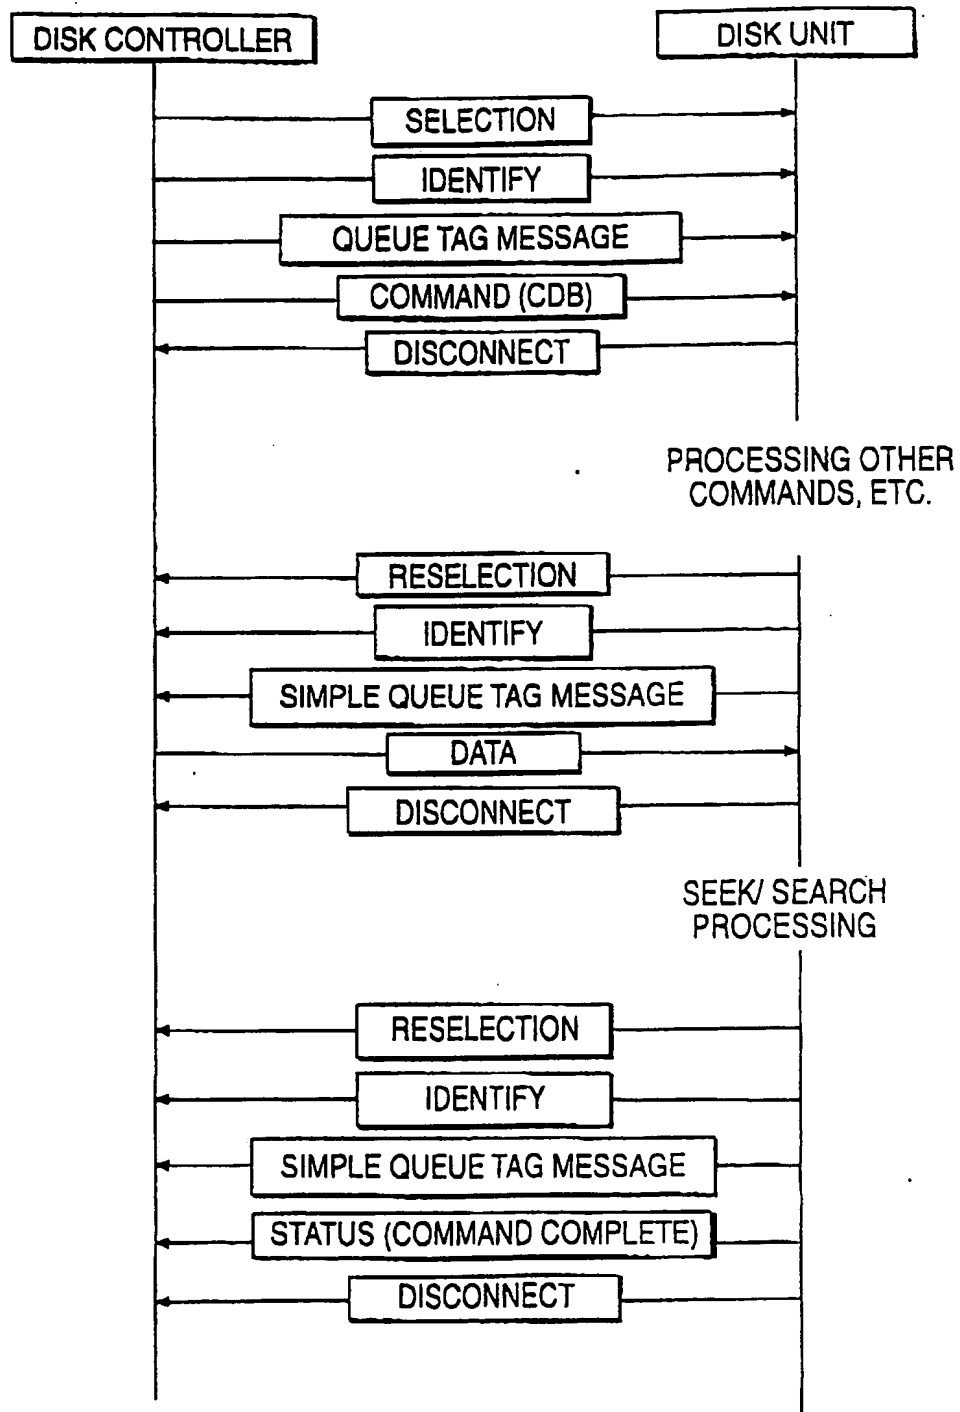 DISK CONTROLLER
DISK UNIT
SELECTION
IDENTIFY
QUEUE TAG MESSAGE
COMMAND (CDB)
DISCONNECT
PROCESSING OTHER
COMMANDS, ETC.
RESELECTION
IDENTIFY
SIMPLE QUEUE TAG MESSAGE
DATA
DISCONNECT
SEEK/ SEARCH
PROCESSING
RESELECTION
IDENTIFY
SIMPLE QUEUE TAG MESSAGE
STATUS (COMMAND COMPLETE)
DISCONNECT